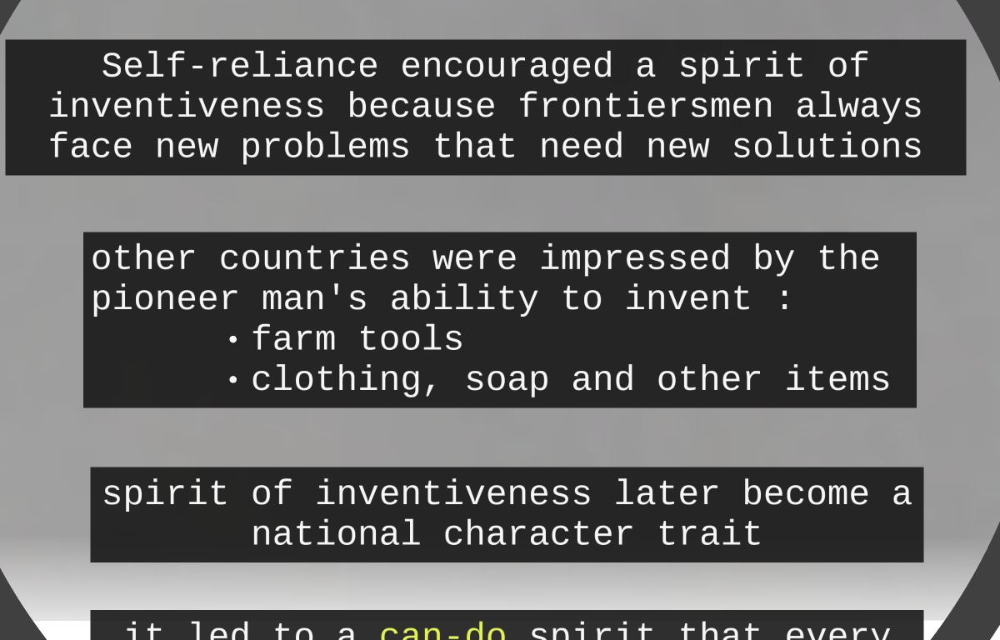 Self-reliance encouraged a spirit of
inventiveness because frontiersmen always
face new problems that need new solutions
other countries were impressed by the
pioneer man's ability to invent :
• farm tools
• clothing, soap and other items
spirit of inventiveness later become a
national character trait
it led to a can-do spirit that every